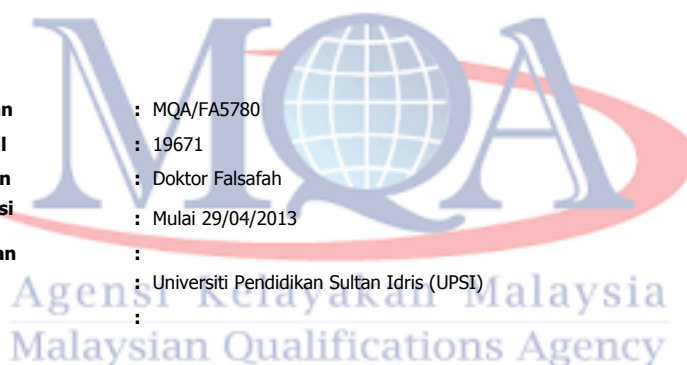 MQA
an : MQA/FA5780
l : 19671
n : Doktor Falsafah
si
: Mulai 29/04/2013
an :
: Universiti Pendidikan Sultan Idris (UPSI)
:
Agensi Kelayakan Malaysia
Malaysian Qualifications Agency